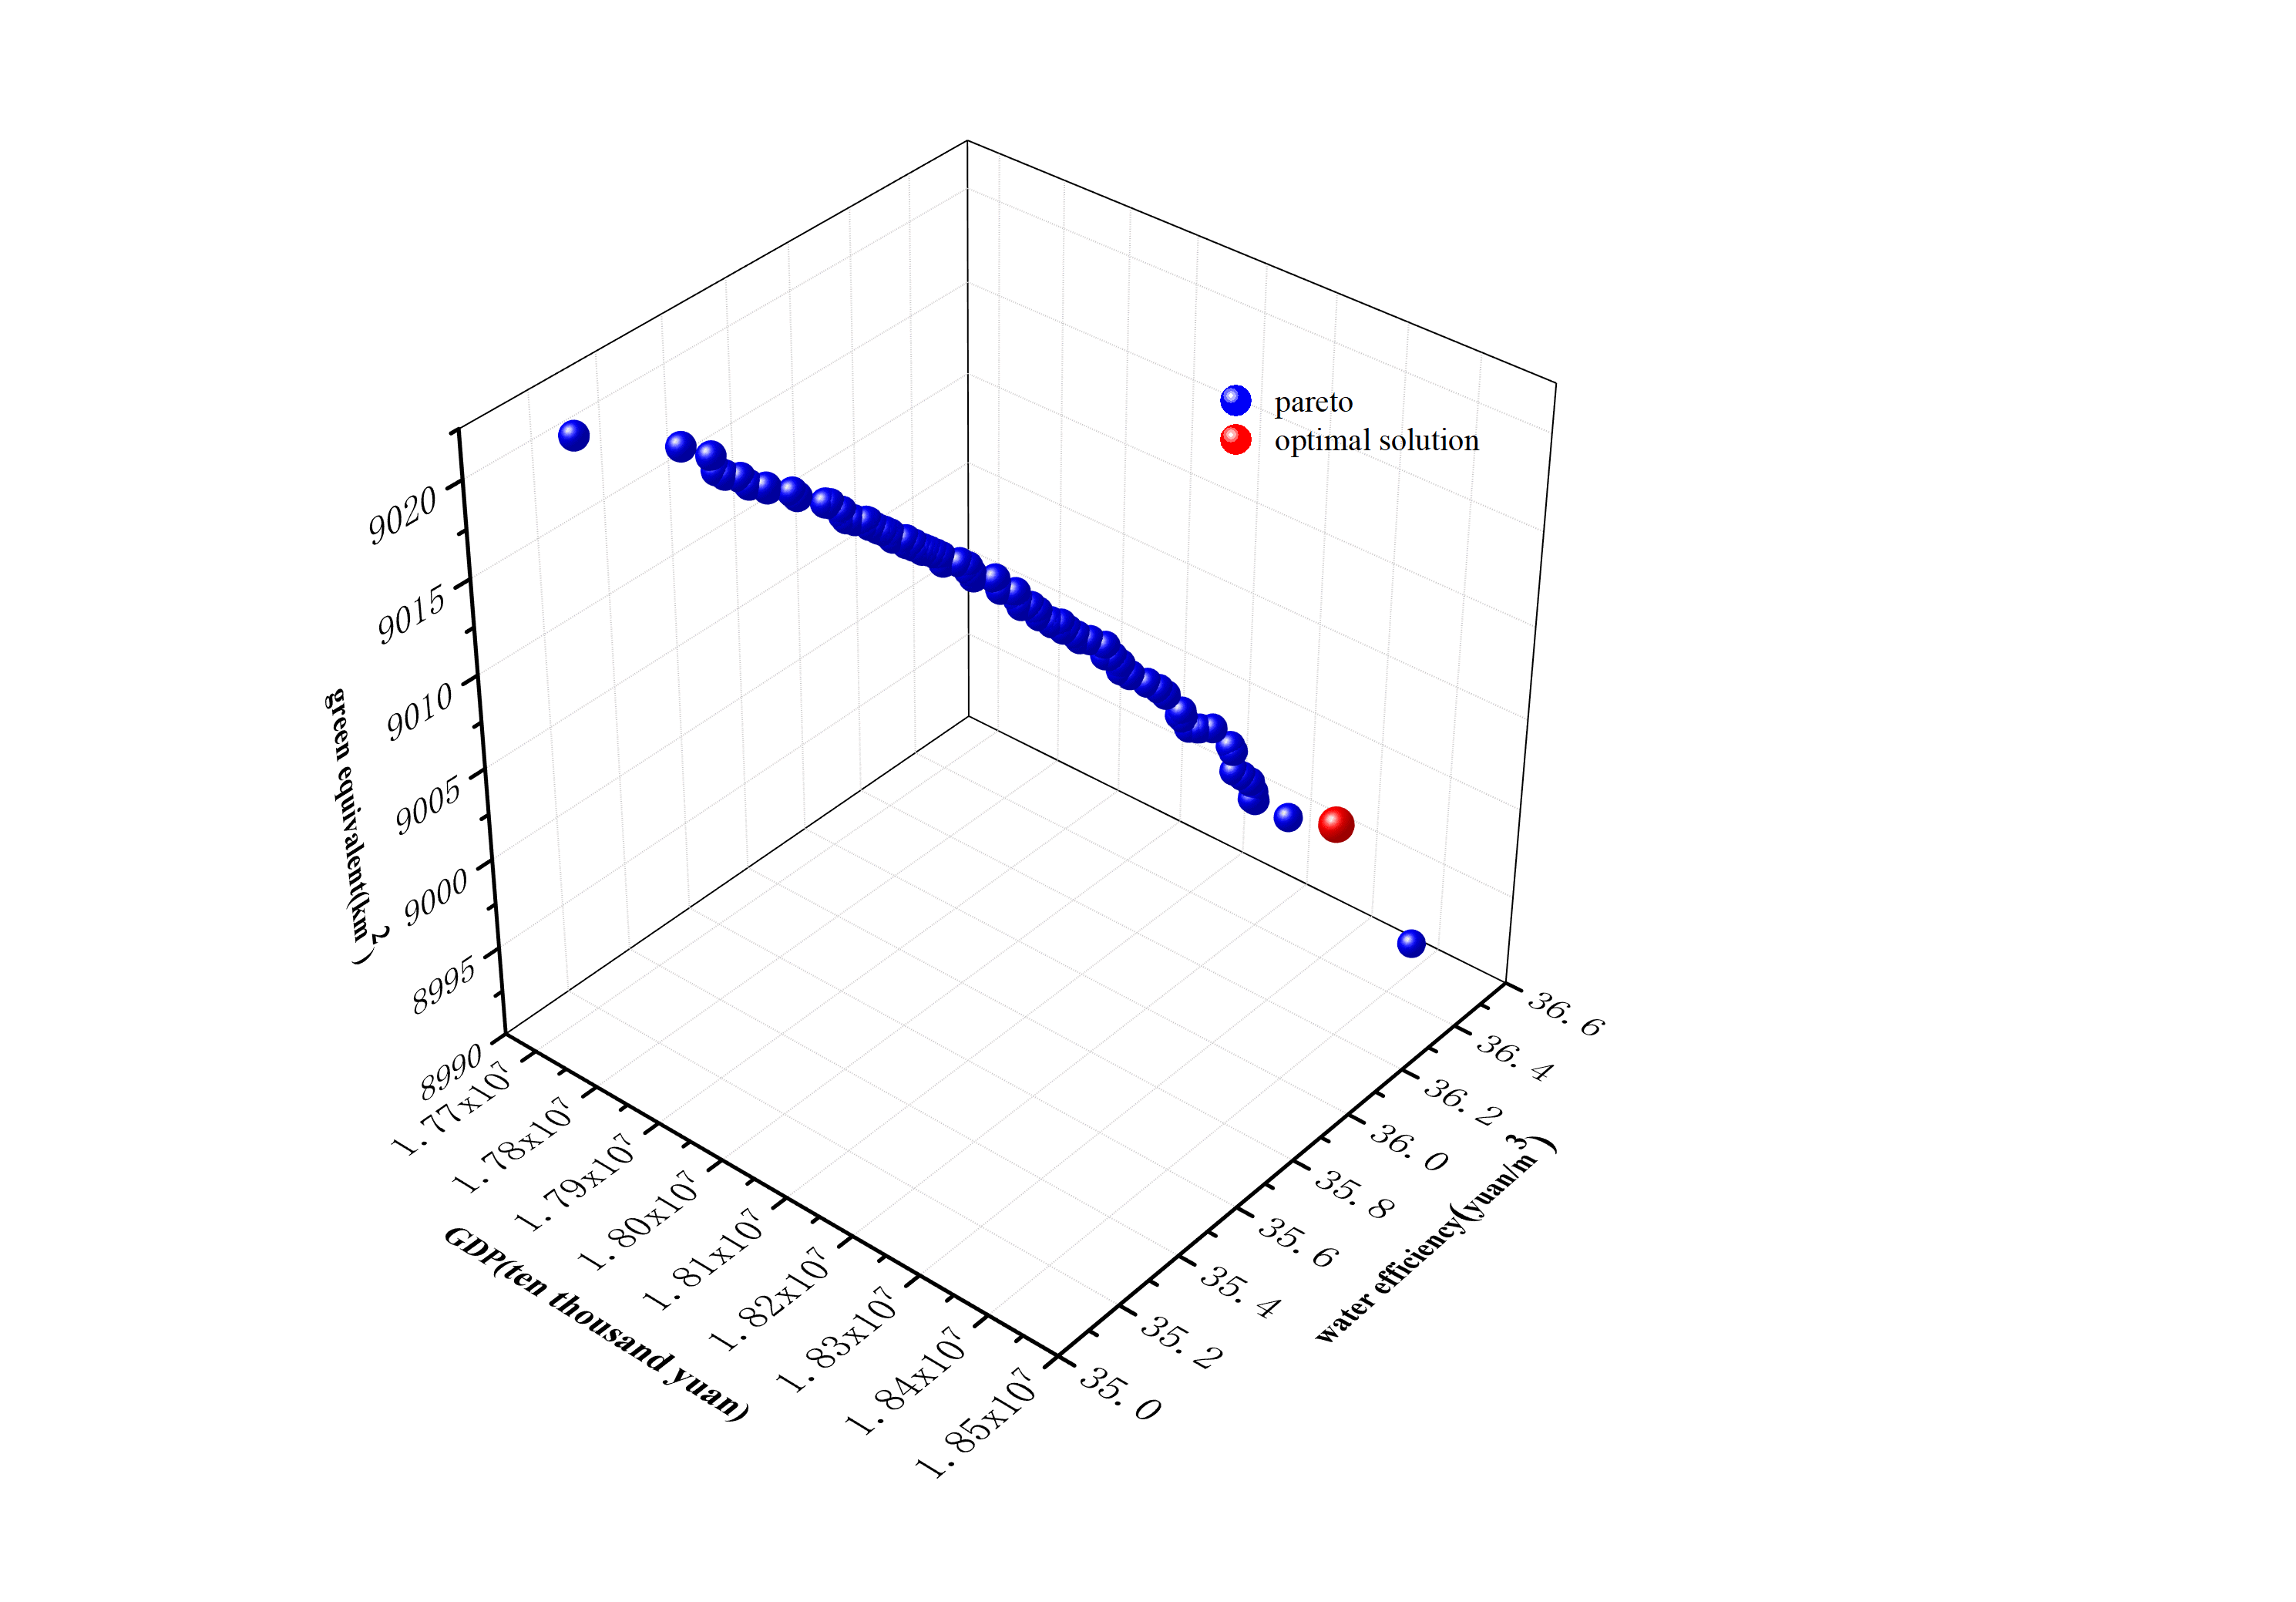 pareto
optimal solution
9020
9015
9010
9005
9000
8995
8990
green equivalent(km²)
1.77x10⁷
1.78x10⁷
1.79x10⁷
1.80x10⁷
1.81x10⁷
1.82x10⁷
1.83x10⁷
1.84x10⁷
1.85x10⁷
GDP(ten thousand yuan)
36.6
36.4
36.2
36.0
35.8
35.6
35.4
35.2
35.0
water efficiency(yuan/m³)